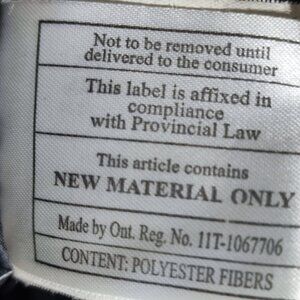 Not to be removed until
delivered to the consumer
This label is affixed in
compliance
with Provincial Law
This article contains
NEW MATERIAL ONLY
Made by Ont. Reg. No. 11T-1067706
CONTENT: POLYESTER FIBERS